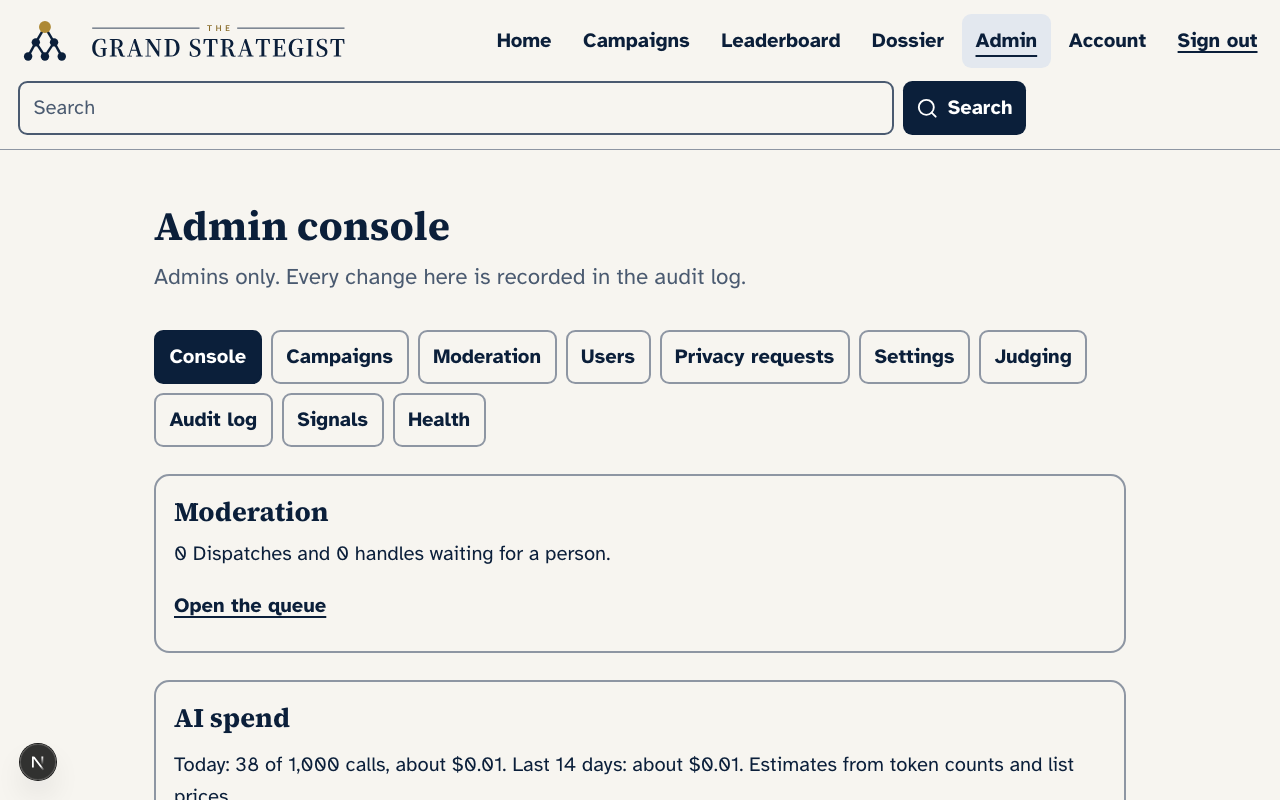 THE
GRAND STRATEGIST
Home Campaigns Leaderboard Dossier Admin Account Sign out
Search Search
Admin console
Admins only. Every change here is recorded in the audit log.
Console Campaigns Moderation Users Privacy requests Settings Judging
Audit log Signals Health
Moderation
0 Dispatches and 0 handles waiting for a person.
Open the queue
AI spend
Today: 38 of 1,000 calls, about $0.01. Last 14 days: about $0.01. Estimates from token counts and list
prices.
N